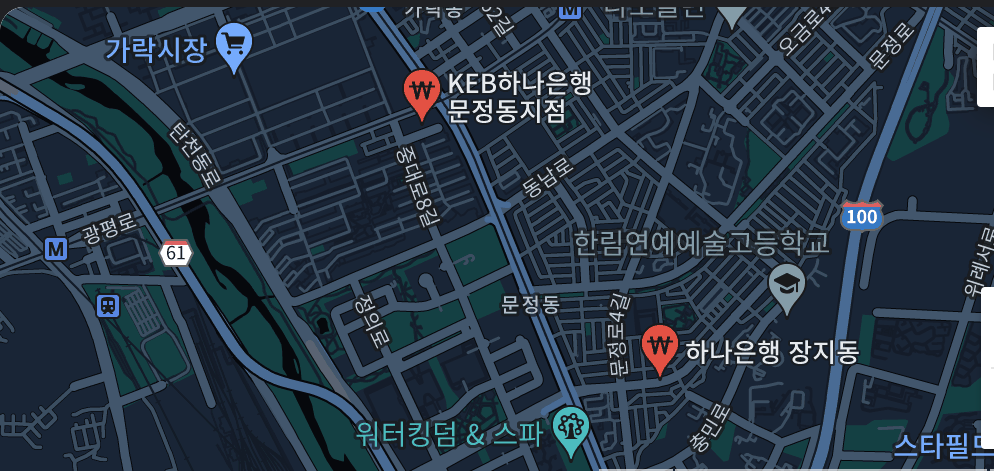 가락시장
KEB하나은행
문정동지점
오금로4
문정로
탄천동로
중대로8길
동남로
광평로
61
100
한림연예예술고등학교
위례서로
정의로
문정동
문정로4길
하나은행 장지동
워터킹덤 & 스파
충민로
스타필드